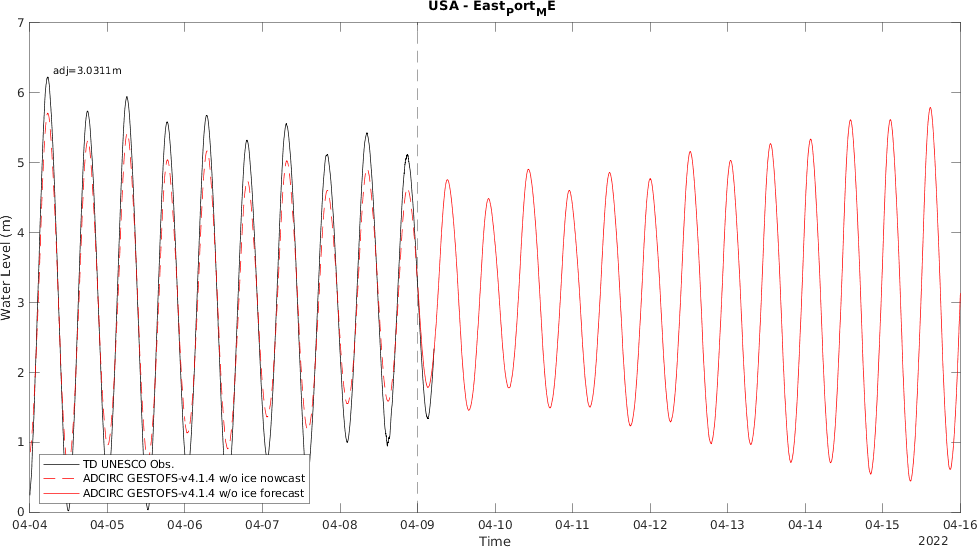 USA - EastPortME
adj=3.0311m
7
6
5
4
3
2
1
0
Water Level (m)
TD UNESCO Obs.
ADCIRC GESTOFS-v4.1.4 w/o ice nowcast
ADCIRC GESTOFS-v4.1.4 w/o ice forecast
04-04 04-05 04-06 04-07 04-08 04-09 04-10 04-11 04-12 04-13 04-14 04-15 04-16
Time
2022